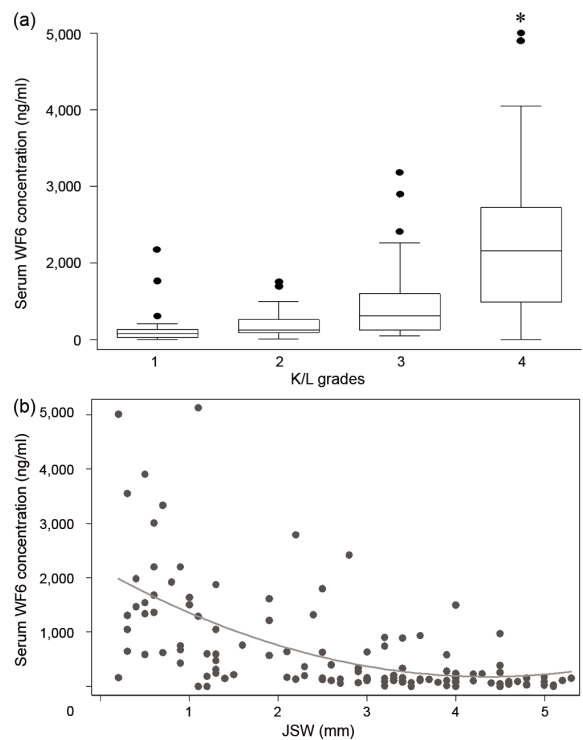 (a)
*
Serum WF6 concentration (ng/ml)
5,000
4,000
3,000
2,000
0
1 2 3 4
K/L grades
(b)
Serum WF6 concentration (ng/ml)
5,000
4,000
3,000
2,000
1,000
0 1 2 3 4 5
JSW (mm)